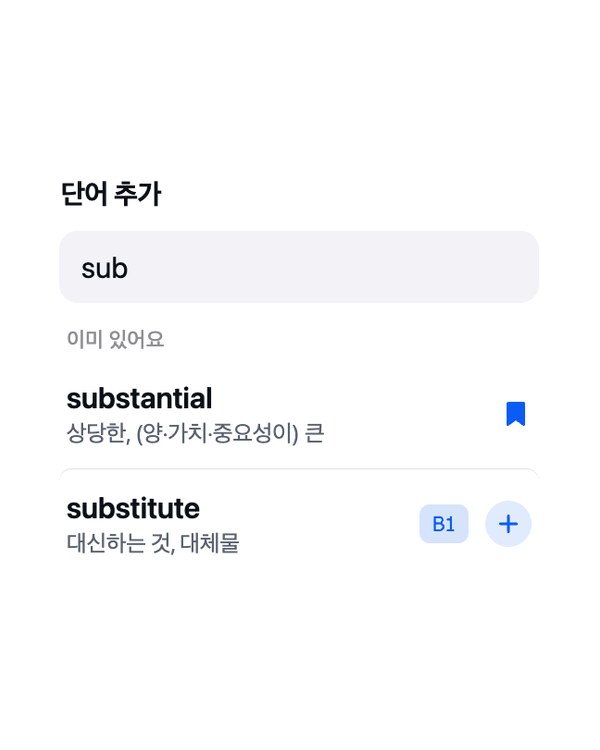 단어 추가
sub
이미 있어요
substantial
상당한, (양·가치·중요성이) 큰
substitute
대신하는 것, 대체물
B1